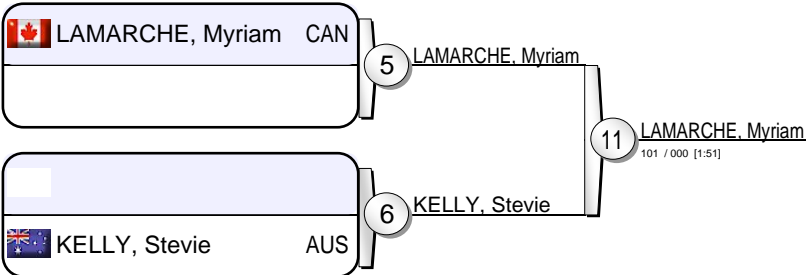 LAMARCHE, Myriam CAN
5
LAMARCHE, Myriam
11
LAMARCHE, Myriam
101 / 000 [1:51]
6
KELLY, Stevie
KELLY, Stevie AUS